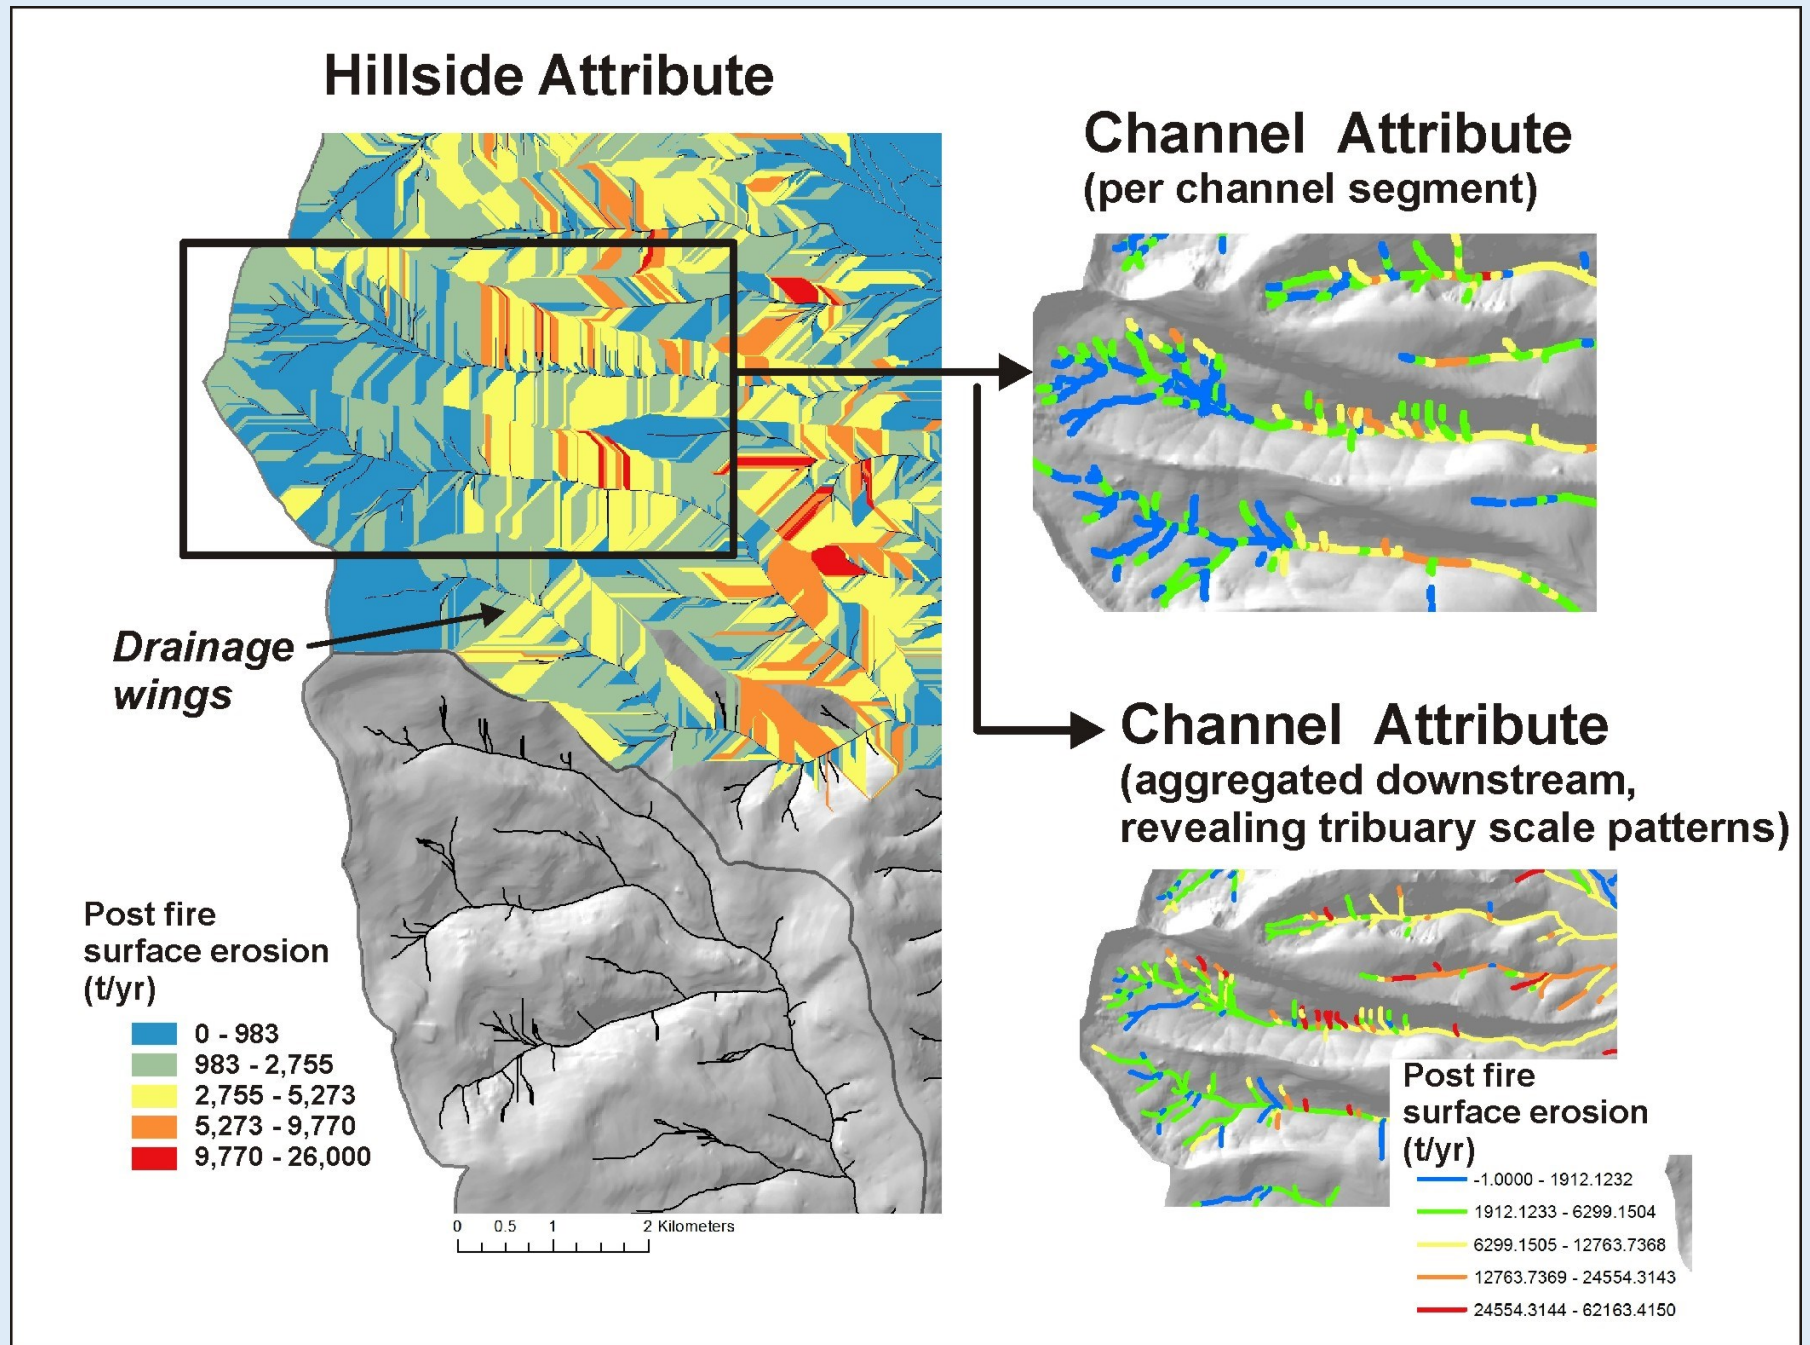 Hillside Attribute
Channel Attribute
(per channel segment)
Drainage
wings
Channel Attribute
(aggregated downstream,
revealing tribuary scale patterns)
Post fire
surface erosion
(t/yr)
0 - 983
983 - 2,755
2,755 - 5,273
5,273 - 9,770
9,770 - 26,000
0 0.5 1 2 Kilometers
Post fire
surface erosion
(t/yr)
-1.0000 - 1912.1232
1912.1233 - 6299.1504
6299.1505 - 12763.7368
12763.7369 - 24554.3143
24554.3144 - 62163.4150